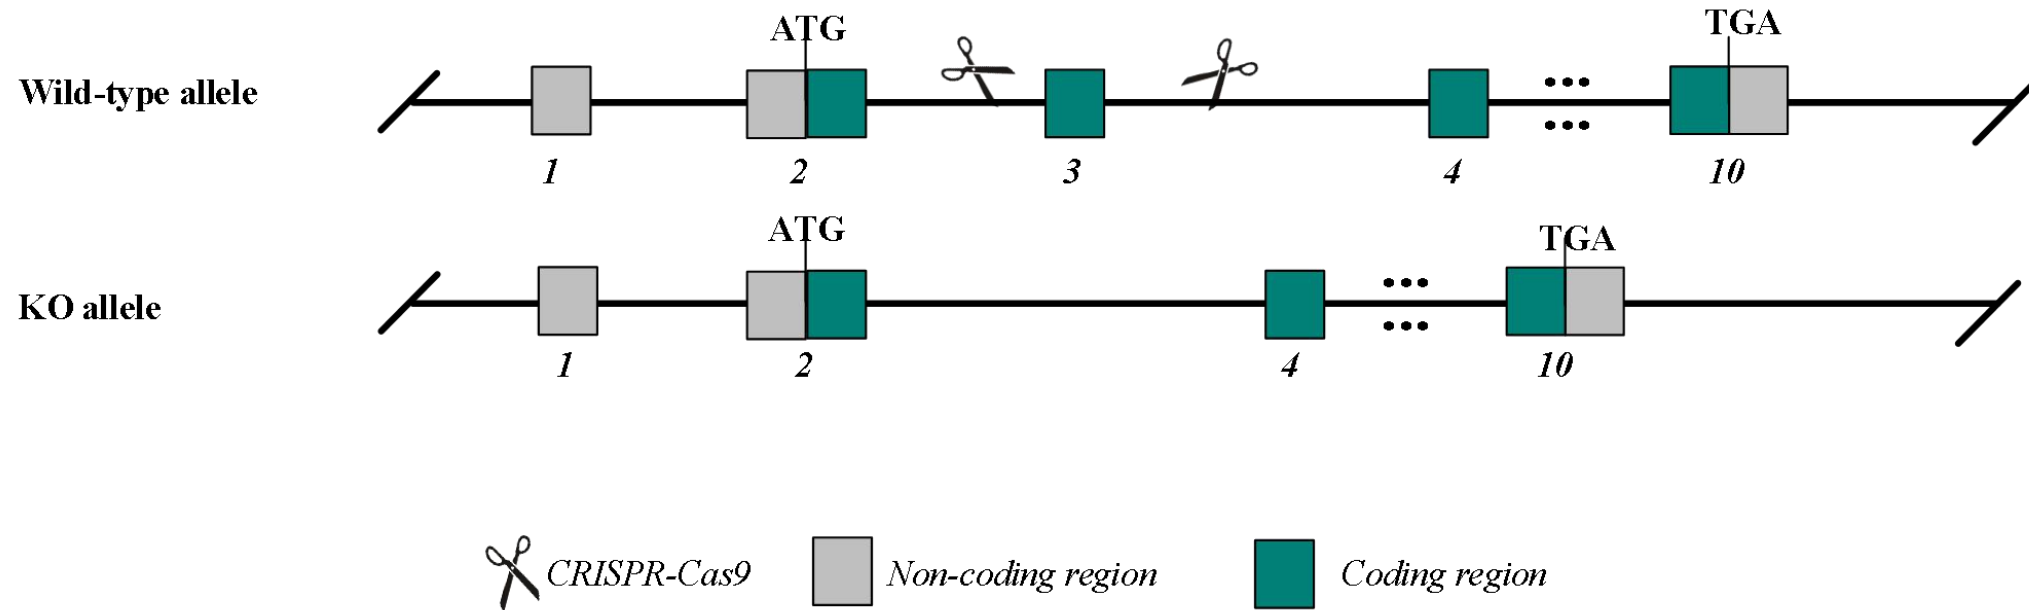 ATG
TGA
Wild-type allele
1
2
3
4
10
ATG
TGA
KO allele
1
2
4
10
CRISPR-Cas9
Non-coding region
Coding region